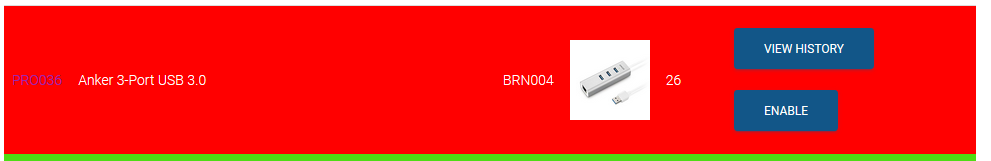 PRO036 Anker 3-Port USB 3.0 BRN004 26
VIEW HISTORY
ENABLE